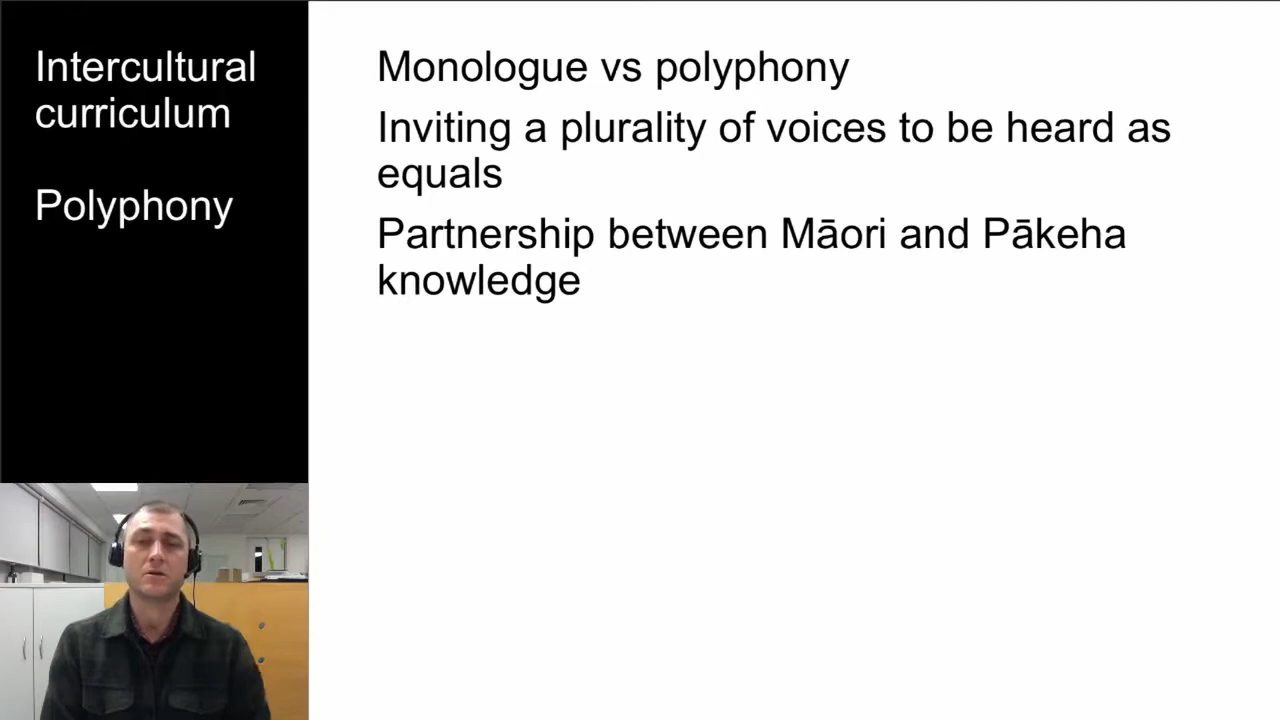 Intercultural
curriculum
Polyphony
Monologue vs polyphony
Inviting a plurality of voices to be heard as
equals
Partnership between Māori and Pākeha
knowledge